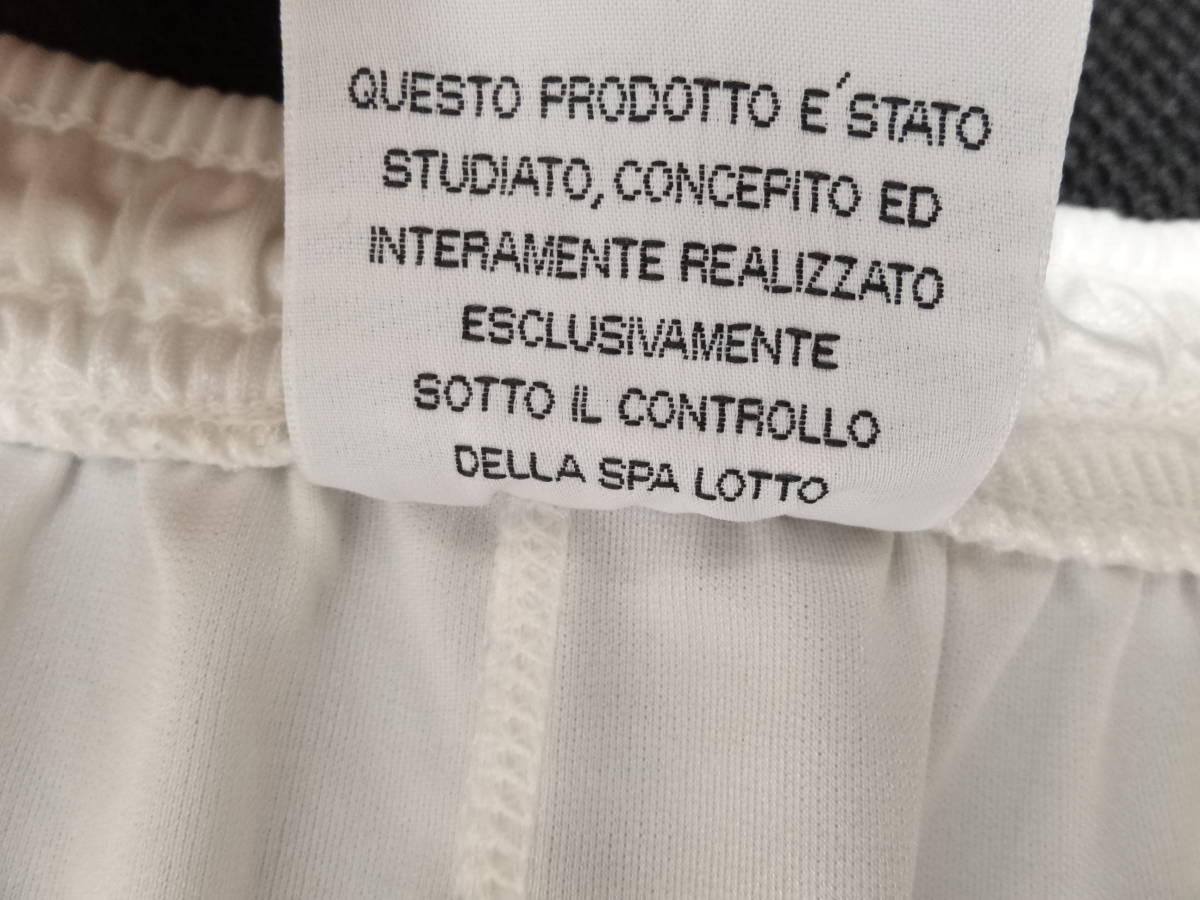 QUESTO PRODOTTO E´ STATO
STUDIATO, CONCEPITO ED
INTERAMENTE REALIZZATO
ESCLUSIVAMENTE
SOTTO IL CONTROLLO
DELLA SPA LOTTO